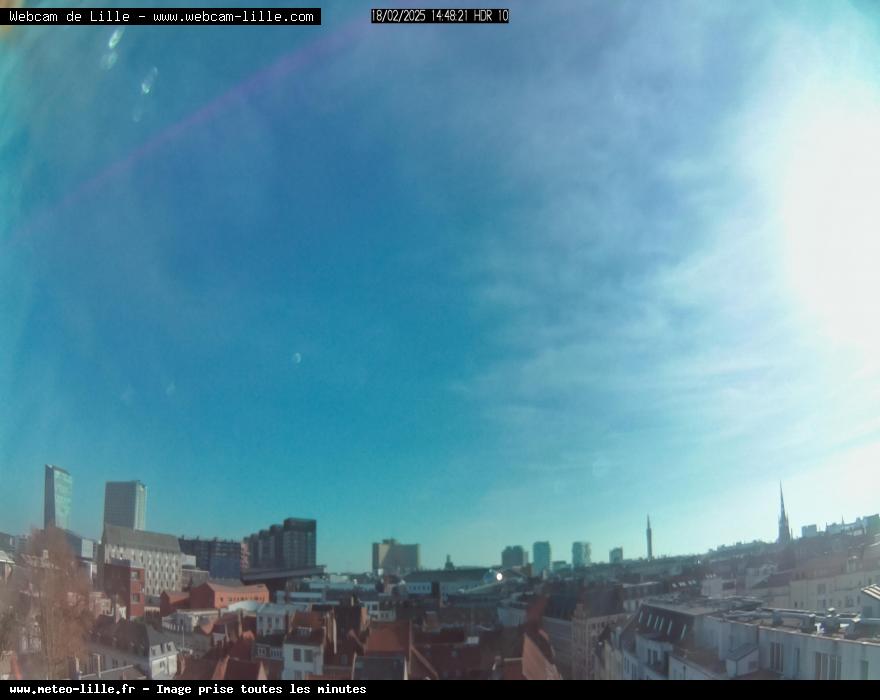 Webcam de Lille - www.webcam-lille.com
18/02/2025 14:48:21 HDR 10
www.meteo-lille.fr - Image prise toutes les minutes